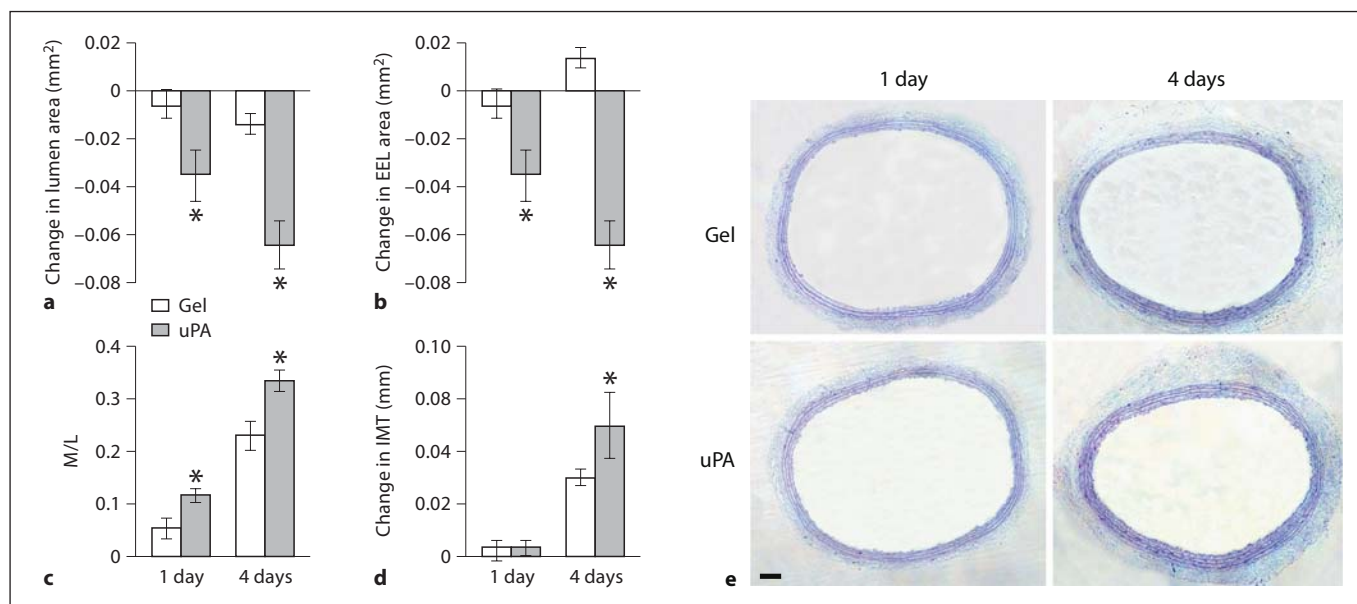 Change in lumen area (mm²)
0.02
0
–0.02
–0.04
–0.06
–0.08
*
*
a
Change in EEL area (mm²)
0.02
0
–0.02
–0.04
–0.06
–0.08
*
*
b
Gel
uPA
M/L
0.4
0.3
0.2
0.1
0
*
*
1 day
4 days
c
Change in IMT (mm)
0.10
0.08
0.04
0.02
0
*
1 day
4 days
d
1 day
4 days
Gel
uPA
e